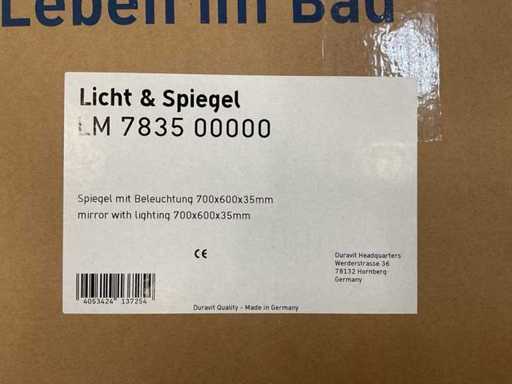 Leben im Bad
Licht & Spiegel
LM 7835 00000
Spiegel mit Beleuchtung 700x600x35mm
mirror with lighting 700x600x35mm
CE
Duravit Headquarters
Werderstrasse 36
78132 Hornberg
Germany
4053424 137254
Duravit Quality - Made in Germany